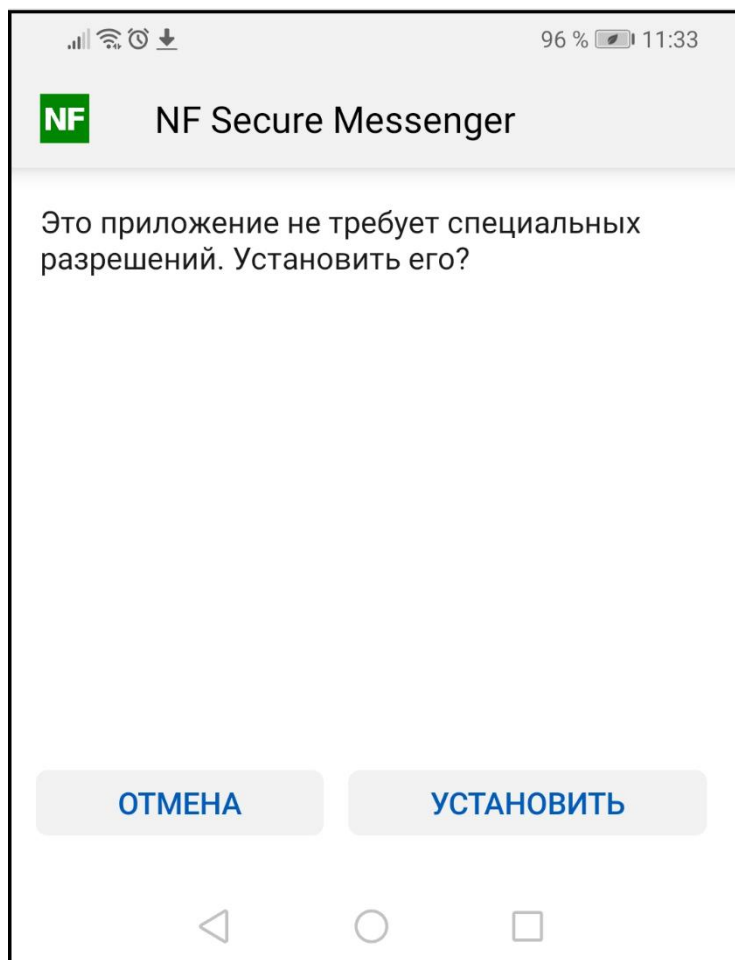 96 % 11:33
NF NF Secure Messenger
Это приложение не требует специальных
разрешений. Установить его?
ОТМЕНА УСТАНОВИТЬ